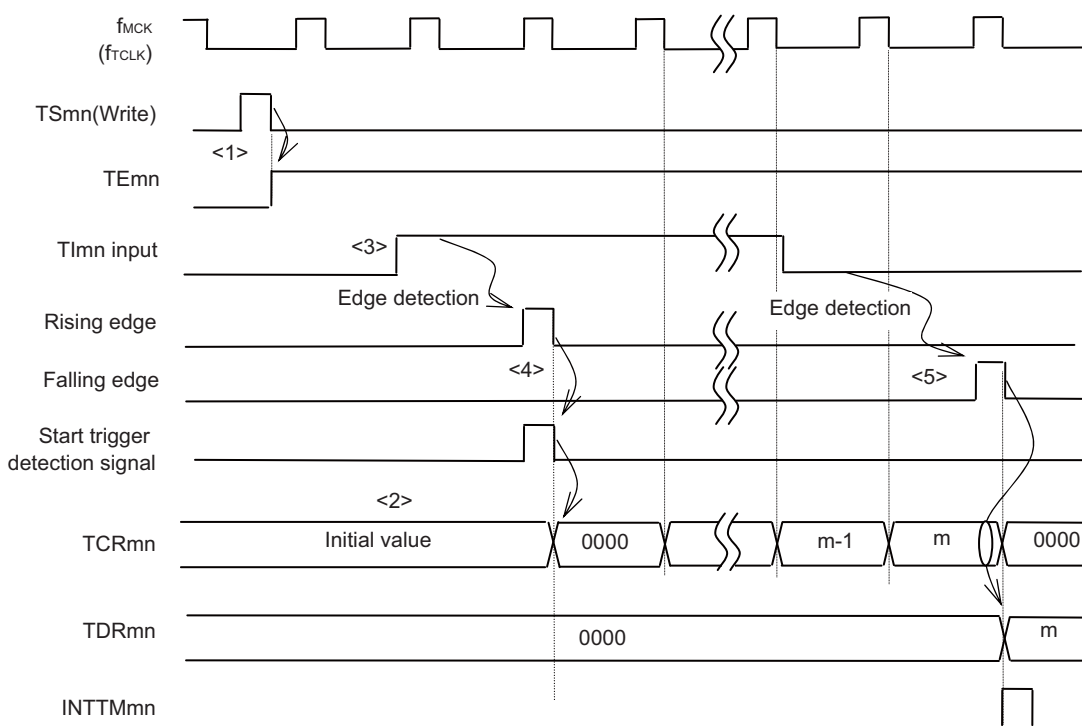 fMCK
(fTCLK)
TSmn(Write)
<1>
TEmn
TImn input
<3>
Edge detection
Edge detection
Rising edge
<4>
Falling edge
<5>
Start trigger
detection signal
<2>
TCRmn
Initial value
0000
m-1
m
0000
TDRmn
0000
m
INTTMmn